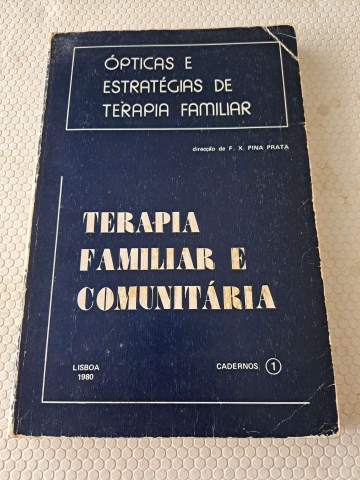 ÓPTICAS E
ESTRATÉGIAS DE
TERAPIA FAMILIAR
direcção de F. X. PINA PRATA
TERAPIA
FAMILIAR E
COMUNITÁRIA
LISBOA
1980
CADERNOS 1